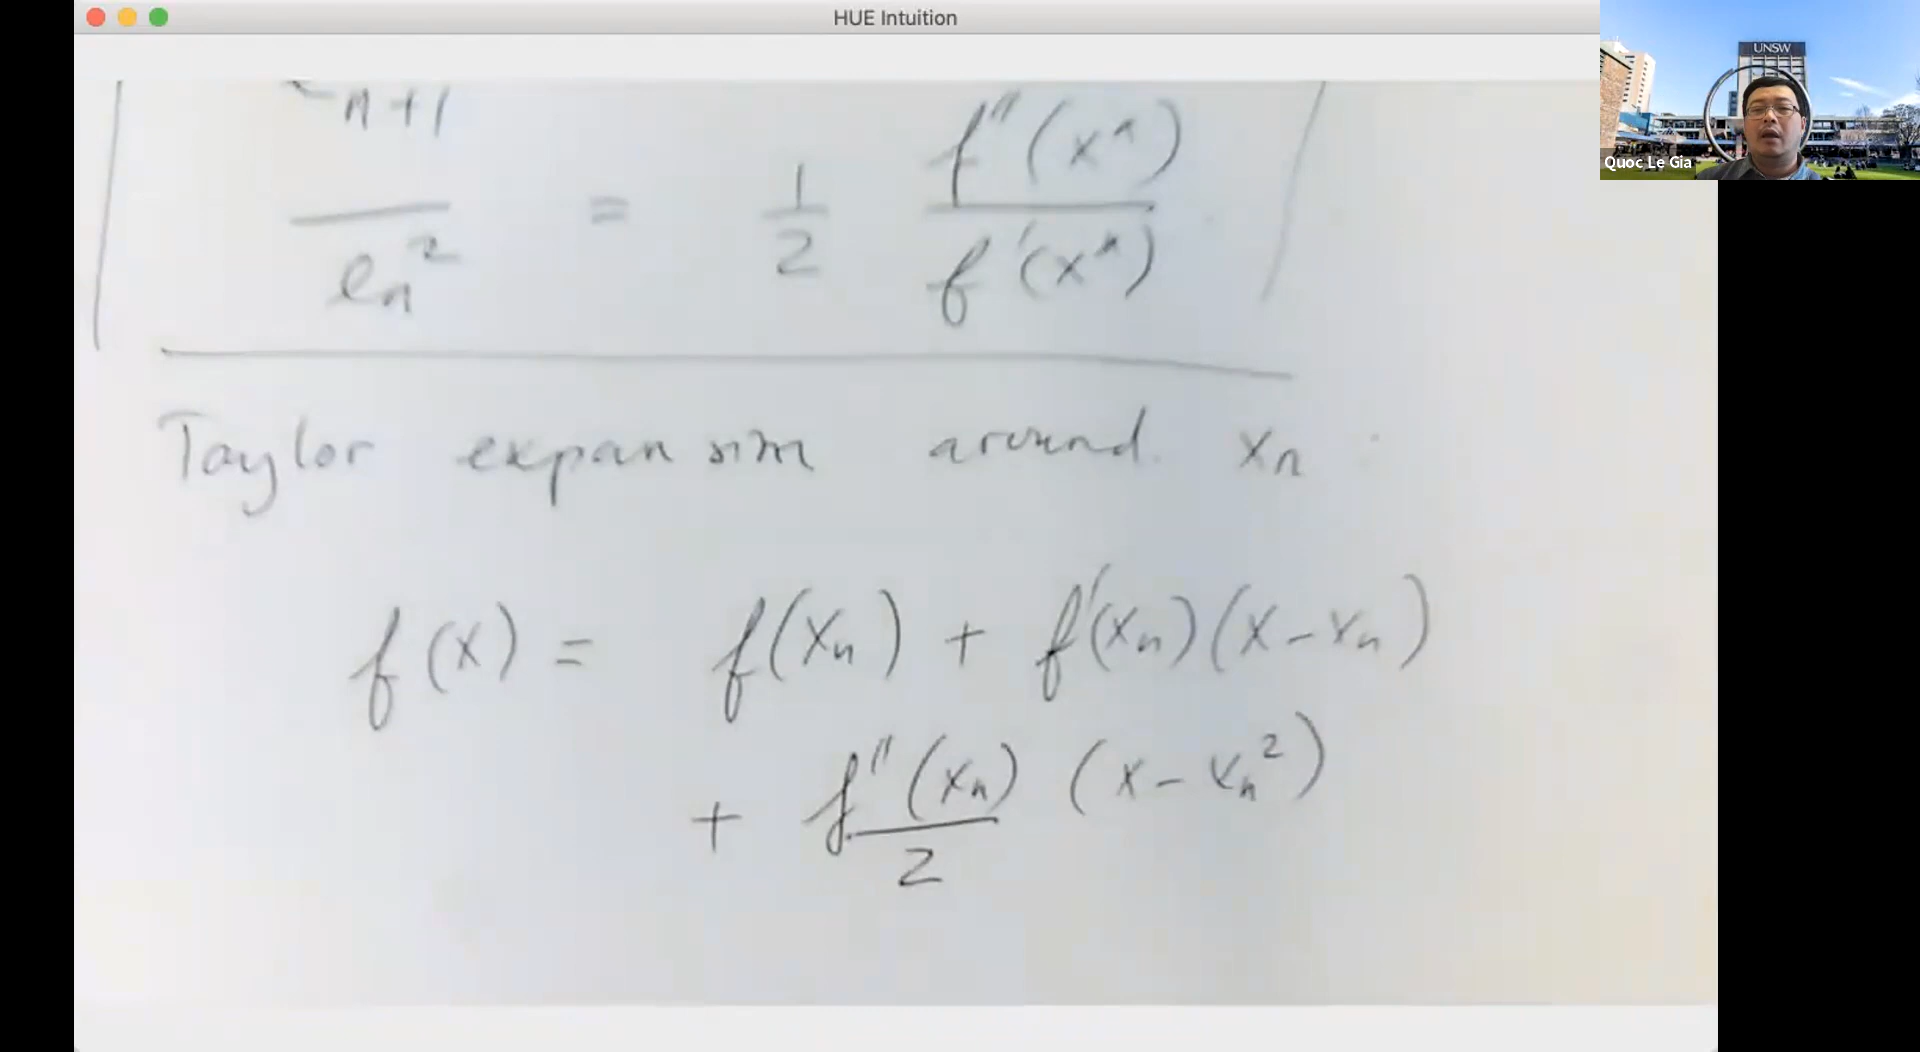 HUE Intuition
UNSW
Quoc Le Gia
n+1
/ e_n^2 = 1/2 f''(x*) / f'(x*)
Taylor expansion around x_n :
f(x) = f(x_n) + f'(x_n)(x - x_n)
+ f''(x_n)/2 (x - x_n^2)